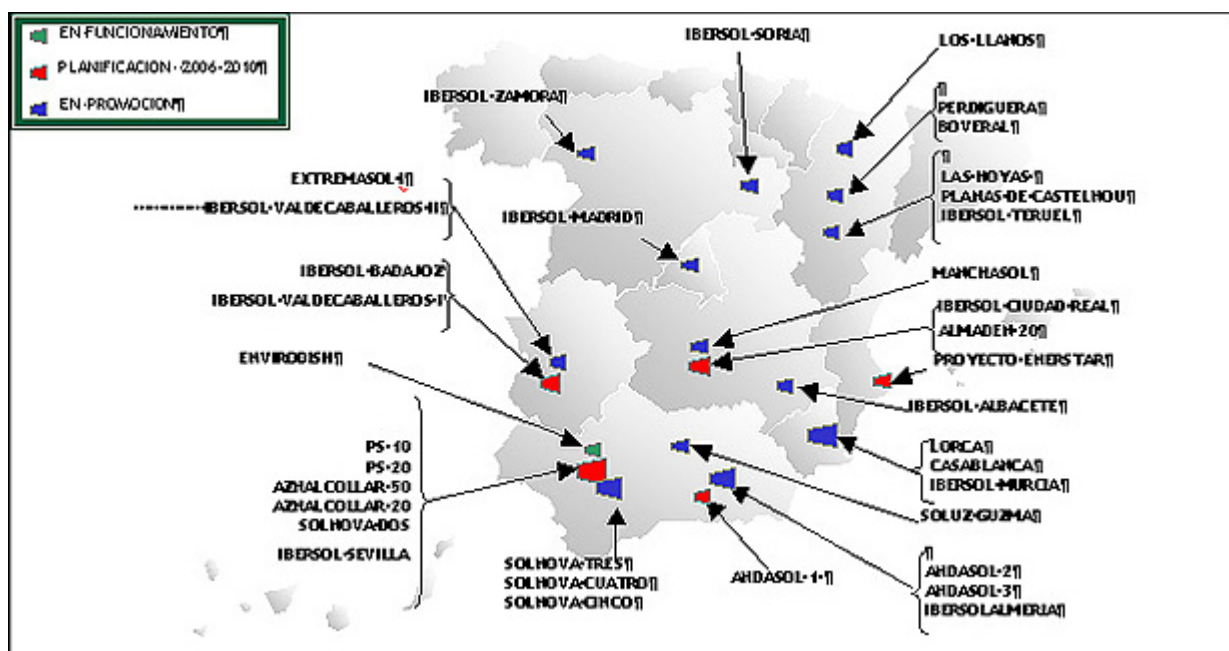 EN·FUNCIONAMIENTO¶
PLANIFICACION··(2006-2010)¶
EN·PROMOCION¶
IBERSOL·SORIA¶
LOS·LLANOS¶
IBERSOL·ZAMORA¶
¶
PERDIGUERA¶
BOVERAL¶
EXTREMASOL·1¶
IBERSOL·VALDECABALLEROS·II¶
IBERSOL·MADRID¶
¶
LAS·HOYAS·¶
PLANAS·DE·CASTELNOU¶
IBERSOL·TERUEL¶
IBERSOL·BADAJOZ
IBERSOL·VALDECABALLEROS·I
MANCHASOL¶
IBERSOL·CIUDAD·REAL¶
ALMADEN·20¶
ENVIRODISH¶
PROYECTO·ENERSTAR¶
IBERSOL·ALBACETE¶
PS·10
PS·20
AZNALCOLLAR·50
AZNALCOLLAR·20
SOLNOVA·DOS
IBERSOL·SEVILLA
LORCA¶
CASABLANCA¶
IBERSOL·MURCIA¶
SOLUZ·GUZMA¶
SOLNOVA·TRES¶
SOLNOVA·CUATRO¶
SOLNOVA·CINCO¶
ANDASOL·1·¶
¶
ANDASOL·2¶
ANDASOL·3¶
IBERSOLALMERIA¶